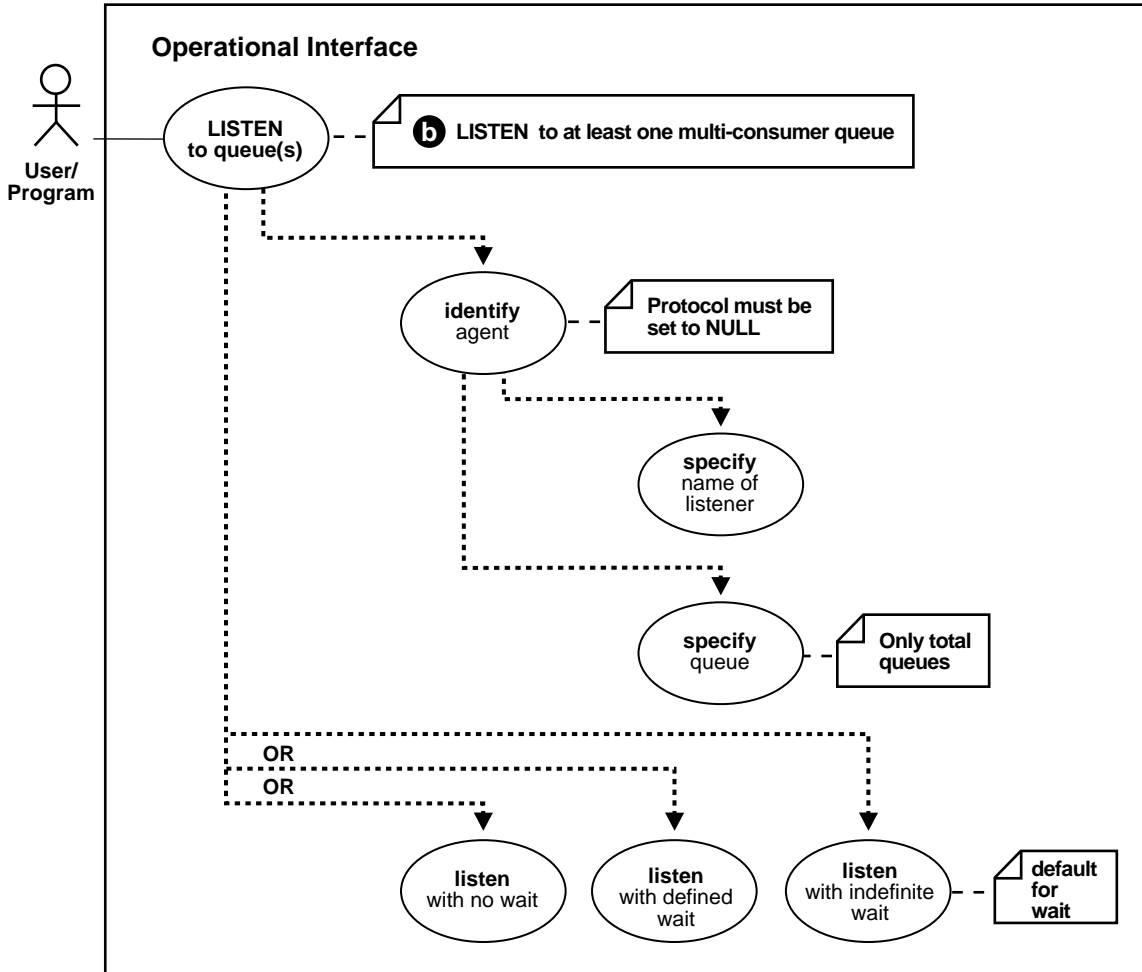 Operational Interface
User/
Program
LISTEN
to queue(s)
b LISTEN to at least one multi-consumer queue
identify
agent
Protocol must be
set to NULL
specify
name of
listener
specify
queue
Only total
queues
OR
OR
listen
with no wait
listen
with defined
wait
listen
with indefinite
wait
default
for
wait